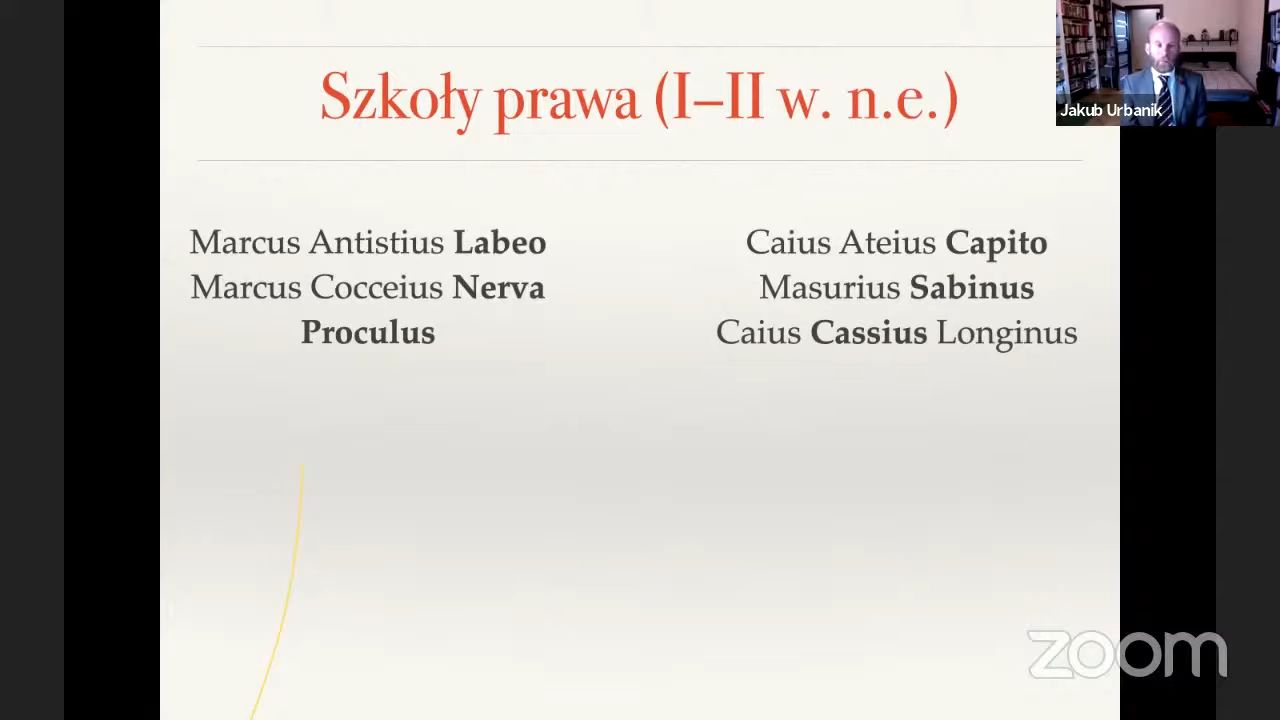 Szkoły prawa (I–II w. n.e.)
Jakub Urbanik
Marcus Antistius Labeo
Marcus Cocceius Nerva
Proculus
Caius Ateius Capito
Masurius Sabinus
Caius Cassius Longinus
zoom